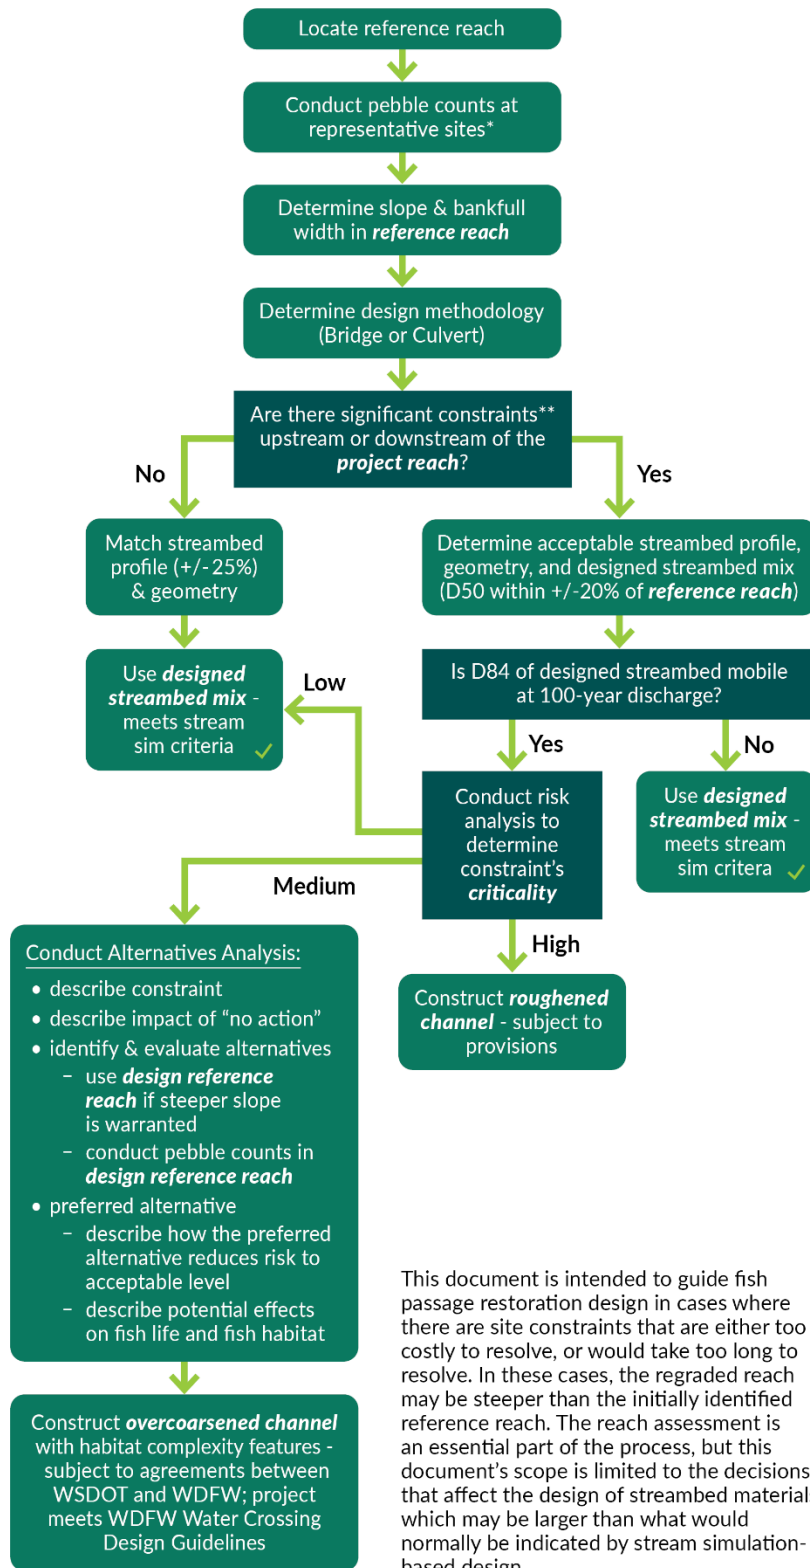 Locate reference reach
Conduct pebble counts at
representative sites*
Determine slope & bankfull
width in reference reach
Determine design methodology
(Bridge or Culvert)
Are there significant constraints**
upstream or downstream of the
project reach?
No
Yes
Match streambed
profile (+/- 25%)
& geometry
Determine acceptable streambed profile,
geometry, and designed streambed mix
(D50 within +/-20% of reference reach)
Use designed
streambed mix -
meets stream
sim criteria
Low
Is D84 of designed streambed mobile
at 100-year discharge?
Yes
No
Conduct risk
analysis to
determine
constraint's
criticality
Use designed
streambed mix -
meets stream
sim critera
Medium
High
Construct roughened
channel - subject to
provisions
Conduct Alternatives Analysis:
• describe constraint
• describe impact of “no action”
• identify & evaluate alternatives
– use design reference
reach if steeper slope
is warranted
– conduct pebble counts in
design reference reach
• preferred alternative
– describe how the preferred
alternative reduces risk to
acceptable level
– describe potential effects
on fish life and fish habitat
Construct overcoarsened channel
with habitat complexity features -
subject to agreements between
WSDOT and WDFW; project
meets WDFW Water Crossing
Design Guidelines
This document is intended to guide fish
passage restoration design in cases where
there are site constraints that are either too
costly to resolve, or would take too long to
resolve. In these cases, the regraded reach
may be steeper than the initially identified
reference reach. The reach assessment is
an essential part of the process, but this
document's scope is limited to the decisions
that affect the design of streambed material
which may be larger than what would
normally be indicated by stream simulation-
based design